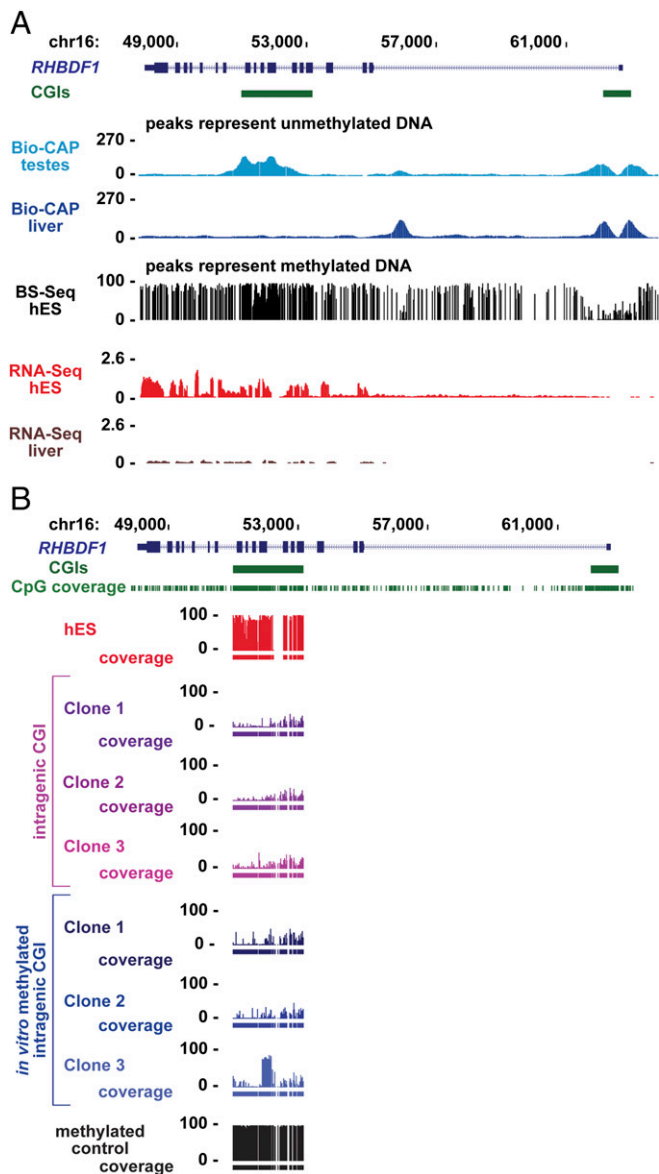 A
chr16: 49,000 53,000 57,000 61,000
RHBDF1
CGIs
peaks represent unmethylated DNA
Bio-CAP testes 270 0
Bio-CAP liver 270 0
peaks represent methylated DNA
BS-Seq hES 100 0
RNA-Seq hES 2.6 0
RNA-Seq liver 2.6 0
B
chr16: 49,000 53,000 57,000 61,000
RHBDF1
CGIs
CpG coverage
hES 100 0
coverage
intragenic CGI
Clone 1 100 0
coverage
Clone 2 100 0
coverage
Clone 3 100 0
coverage
in vitro methylated
intragenic CGI
Clone 1 100 0
coverage
Clone 2 100 0
coverage
Clone 3 100 0
coverage
methylated control 100 0
coverage